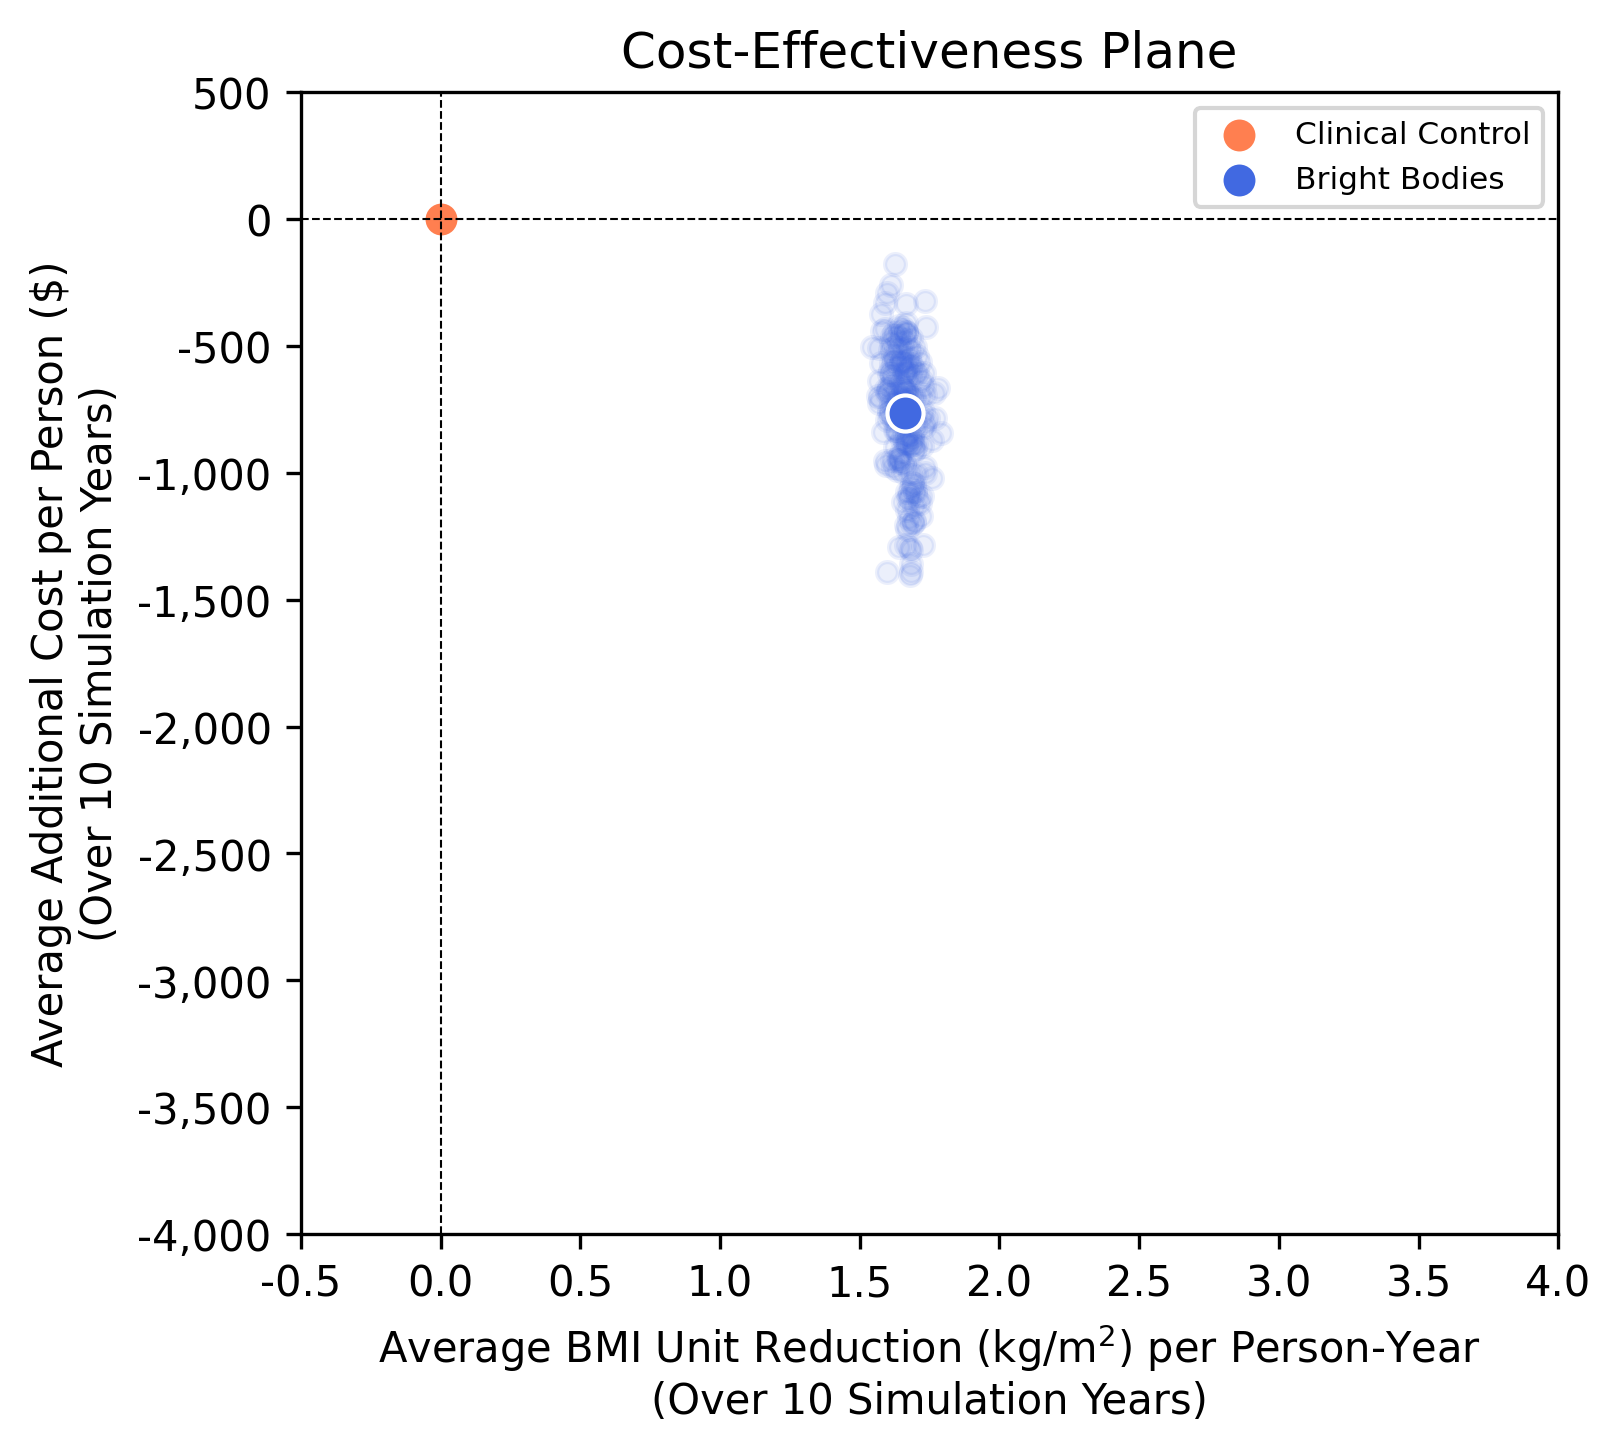 Cost-Effectiveness Plane
Clinical Control
Bright Bodies
Average Additional Cost per Person ($)
(Over 10 Simulation Years)
500
0
-500
-1,000
-1,500
-2,000
-2,500
-3,000
-3,500
-4,000
-0.5 0.0 0.5 1.0 1.5 2.0 2.5 3.0 3.5 4.0
Average BMI Unit Reduction (kg/m²) per Person-Year
(Over 10 Simulation Years)